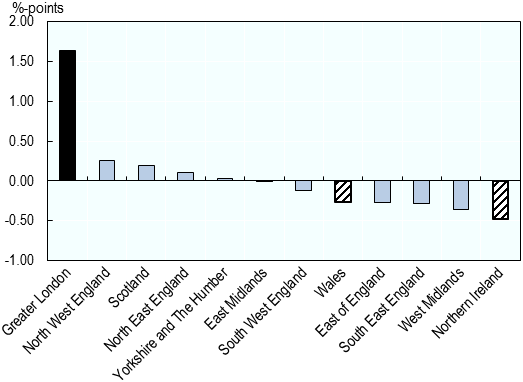 %-points
2.00
1.50
1.00
0.50
0.00
-0.50
-1.00
Greater London
North West England
Scotland
North East England
Yorkshire and The Humber
East Midlands
South West England
Wales
East of England
South East England
West Midlands
Northern Ireland